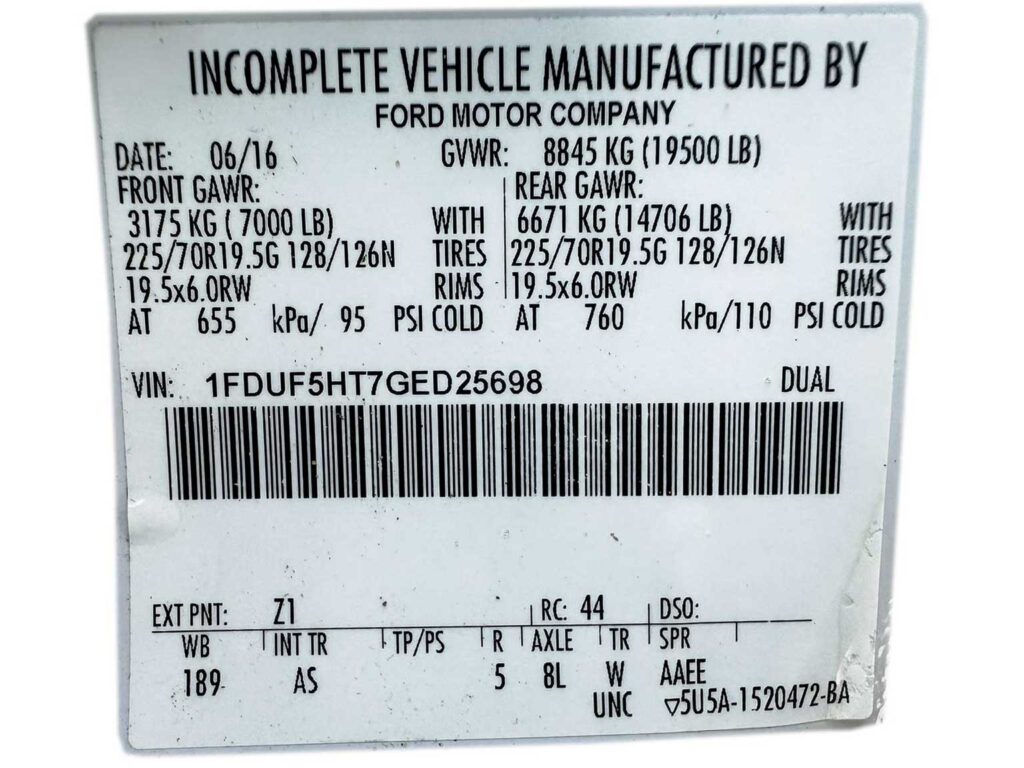 INCOMPLETE VEHICLE MANUFACTURED BY
FORD MOTOR COMPANY
DATE: 06/16 GVWR: 8845 KG (19500 LB)
FRONT GAWR: REAR GAWR:
3175 KG ( 7000 LB) WITH 6671 KG (14706 LB) WITH
225/70R19.5G 128/126N TIRES 225/70R19.5G 128/126N TIRES
19.5x6.0RW RIMS 19.5x6.0RW RIMS
AT 655 kPa/ 95 PSI COLD AT 760 kPa/110 PSI COLD
VIN: 1FDUF5HT7GED25698 DUAL
EXT PNT: Z1 RC: 44 DSO:
WB INT TR TP/PS R AXLE TR SPR
189 AS 5 8L W AAEE
UNC ▽5U5A-1520472-BA